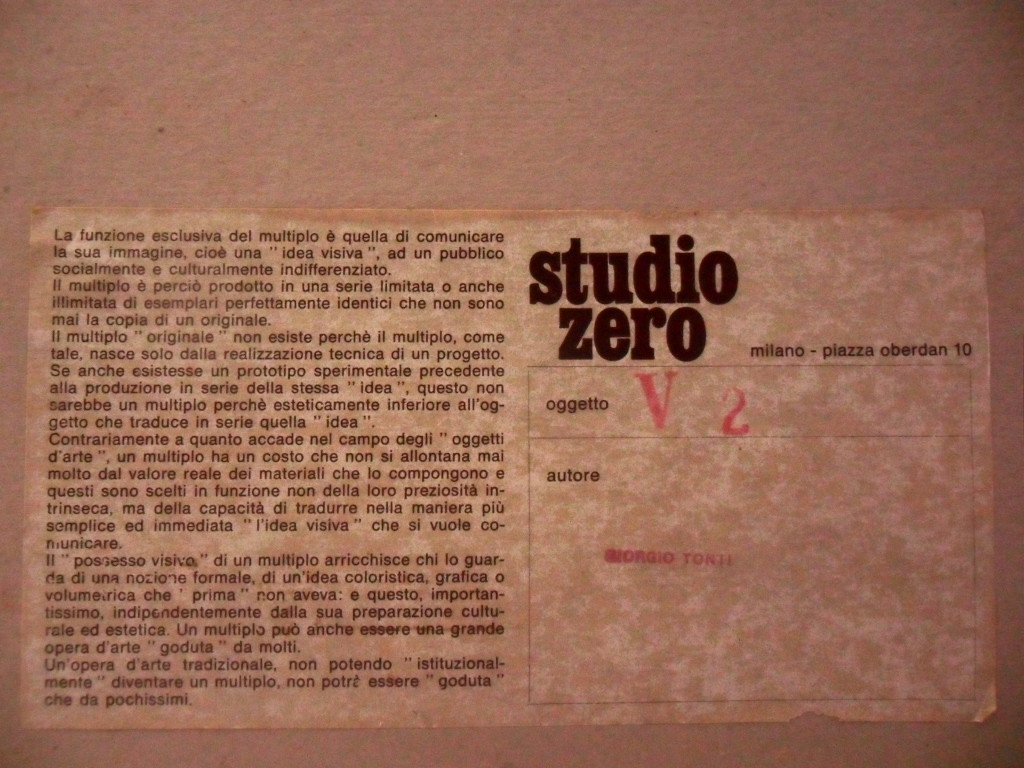 La funzione esclusiva del multiplo è quella di comunicare
la sua immagine, cioè una " idea visiva ", ad un pubblico
socialmente e culturalmente indifferenziato.
Il multiplo è perciò prodotto in una serie limitata o anche
illimitata di esemplari perfettamente identici che non sono
mai la copia di un originale.
Il multiplo " originale " non esiste perchè il multiplo, come
tale, nasce solo dalla realizzazione tecnica di un progetto.
Se anche esistesse un prototipo sperimentale precedente
alla produzione in serie della stessa " idea ", questo non
sarebbe un multiplo perchè esteticamente inferiore all'og-
getto che traduce in serie quella " idea ".
Contrariamente a quanto accade nel campo degli " oggetti
d'arte ", un multiplo ha un costo che non si allontana mai
molto dal valore reale dei materiali che lo compongono e
questi sono scelti in funzione non della loro preziosità in-
trinseca, ma della capacità di tradurre nella maniera più
semplice ed immediata " l'idea visiva " che si vuole co-
municare.
Il " possesso visivo " di un multiplo arricchisce chi lo guar-
da di una nozione formale, di un'idea coloristica, grafica o
volumetrica che " prima " non aveva: e questo, importan-
tissimo, indipendentemente dalla sua preparazione cultu-
rale ed estetica. Un multiplo può anche essere una grande
opera d'arte " goduta " da molti.
Un'opera d'arte tradizionale, non potendo " istituzional-
mente " diventare un multiplo, non potrà essere " goduta "
che da pochissimi.
studio
zero
milano - piazza oberdan 10
oggetto V 2
autore
GIORGIO TONTI